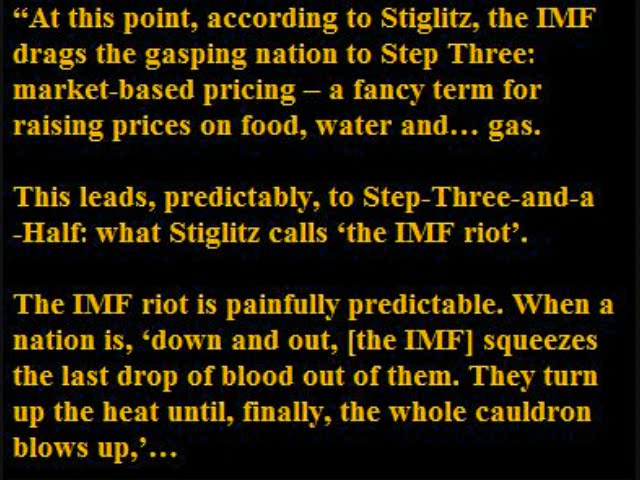 “At this point, according to Stiglitz, the IMF
drags the gasping nation to Step Three:
market-based pricing – a fancy term for
raising prices on food, water and… gas.
This leads, predictably, to Step-Three-and-a
-Half: what Stiglitz calls ‘the IMF riot’.
The IMF riot is painfully predictable. When a
nation is, ‘down and out, [the IMF] squeezes
the last drop of blood out of them. They turn
up the heat until, finally, the whole cauldron
blows up,’…